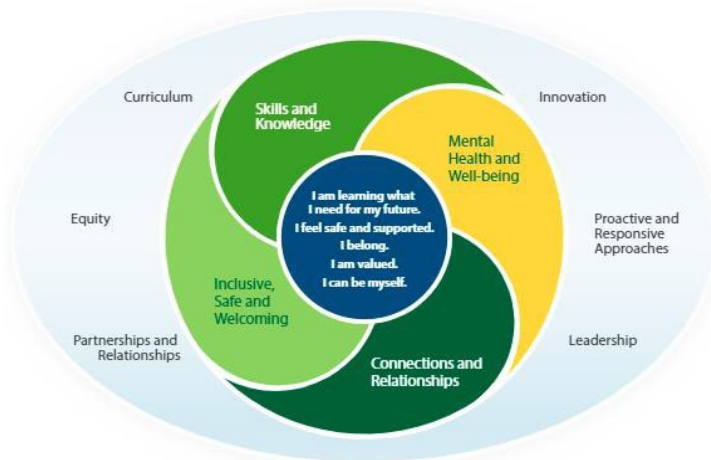 Curriculum
Innovation
Skills and
Knowledge
Mental
Health and
Well-being
I am learning what
I need for my future.
I feel safe and supported.
I belong.
I am valued.
I can be myself.
Equity
Proactive and
Responsive
Approaches
Inclusive,
Safe and
Welcoming
Partnerships and
Relationships
Leadership
Connections and
Relationships